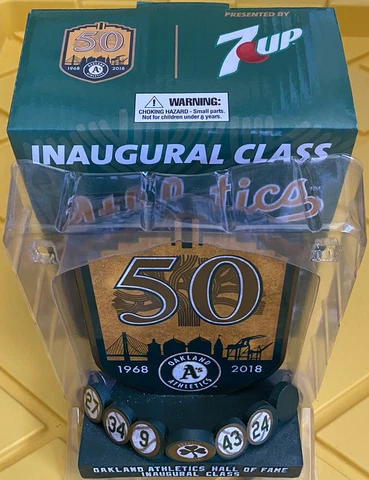 PRESENTED BY
50
7UP
1968 A's 2018
WARNING:
CHOKING HAZARD - Small parts.
Not for children under 8 years.
INAUGURAL CLASS
Athletics
50
1968 2018
OAKLAND
A's
ATHLETICS
27 34 9 43 24
OAKLAND ATHLETICS HALL OF FAME
INAUGURAL CLASS